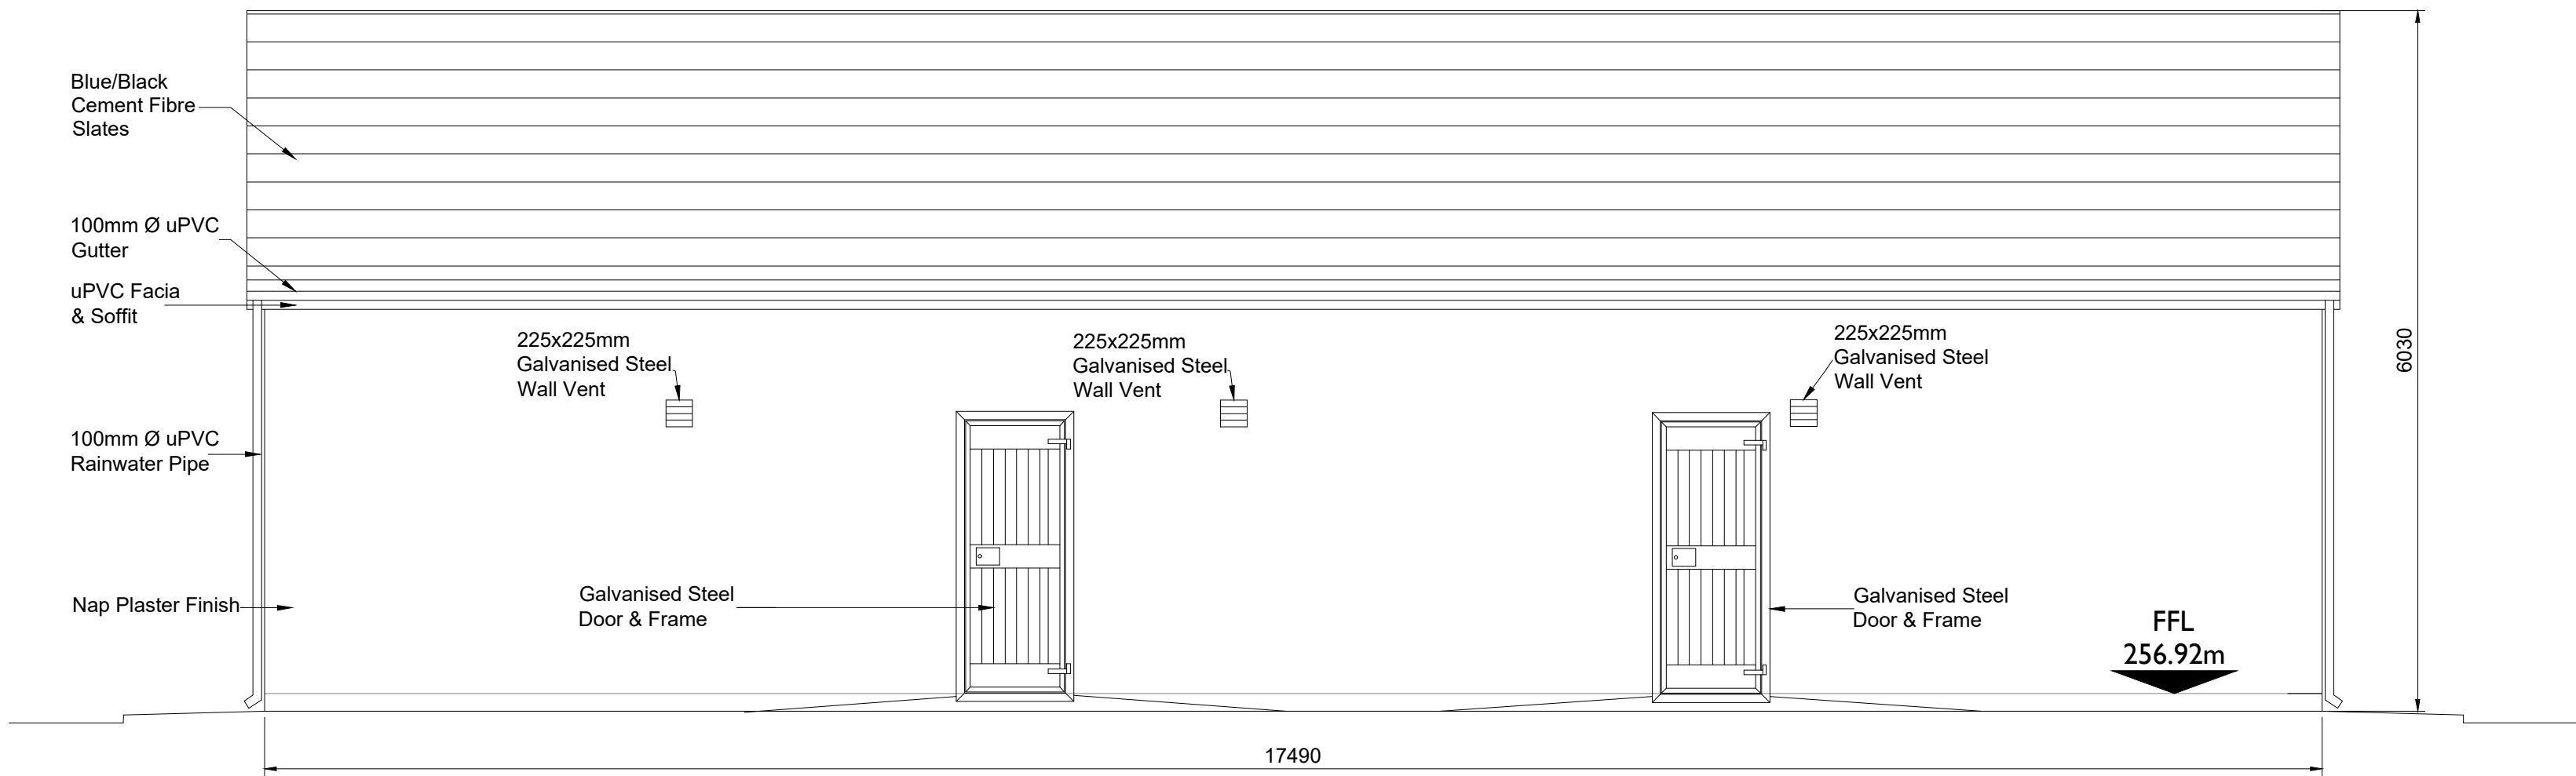 Blue/Black
Cement Fibre
Slates
100mm Ø uPVC
Gutter
uPVC Facia
& Soffit
225x225mm
Galvanised Steel
Wall Vent
225x225mm
Galvanised Steel
Wall Vent
225x225mm
Galvanised Steel
Wall Vent
6030
100mm Ø uPVC
Rainwater Pipe
Nap Plaster Finish
Galvanised Steel
Door & Frame
Galvanised Steel
Door & Frame
FFL
256.92m
17490